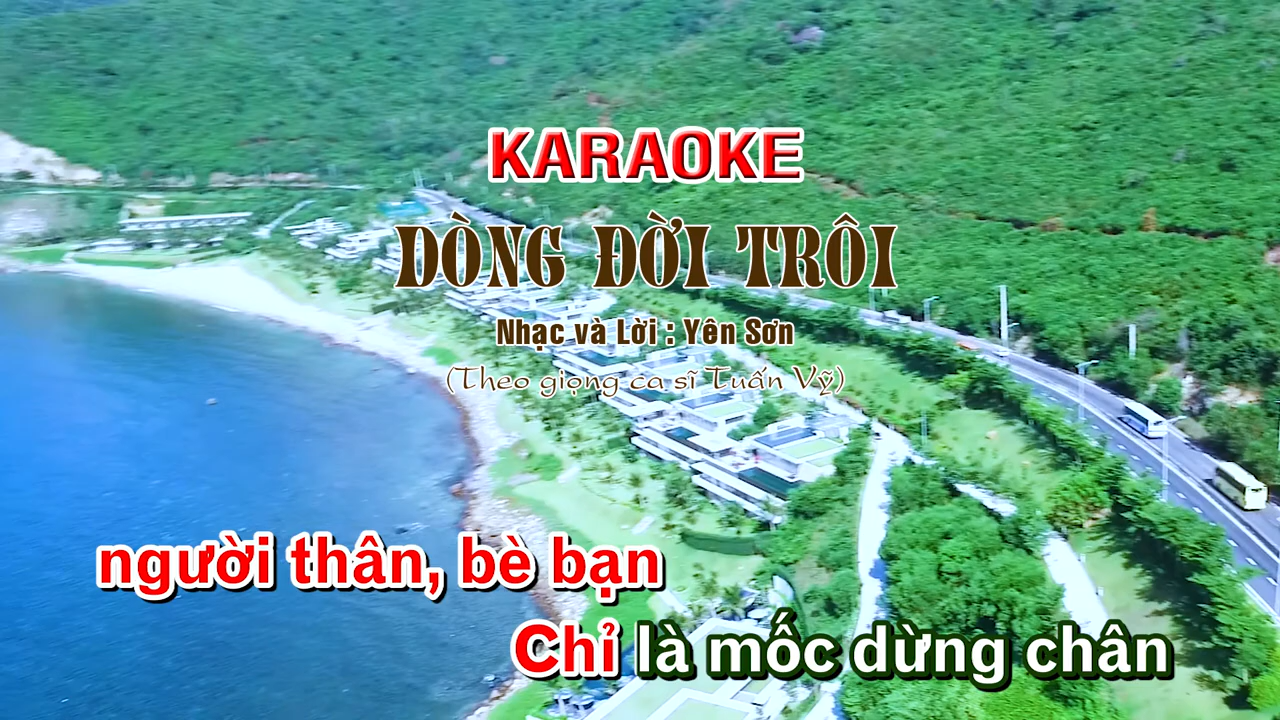 KARAOKE
DÒNG ĐỜI TRÔI
Nhạc và Lời : Yên Sơn
(Theo giọng ca sĩ Tuấn Vỹ)
người thân, bè bạn
Chỉ là mốc dừng chân